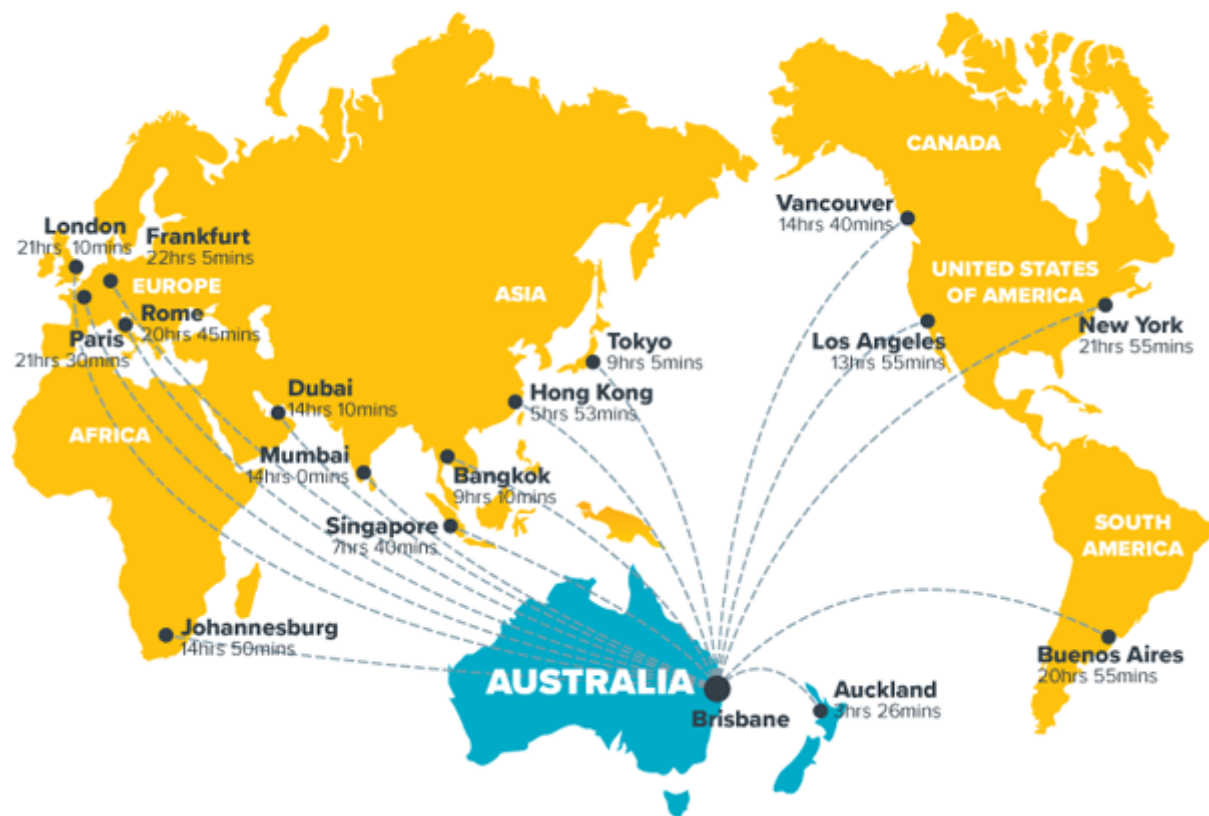 CANADA
Vancouver
14hrs 40mins
London
21hrs 10mins
Frankfurt
22hrs 5mins
EUROPE
ASIA
UNITED STATES
OF AMERICA
Rome
20hrs 45mins
Paris
21hrs 30mins
Tokyo
9hrs 5mins
Los Angeles
13hrs 55mins
New York
21hrs 55mins
Dubai
14hrs 10mins
Hong Kong
5hrs 53mins
AFRICA
Mumbai
14hrs 0mins
Bangkok
9hrs 10mins
Singapore
7hrs 40mins
SOUTH
AMERICA
Johannesburg
14hrs 50mins
Buenos Aires
20hrs 55mins
AUSTRALIA
Brisbane
Auckland
3hrs 26mins